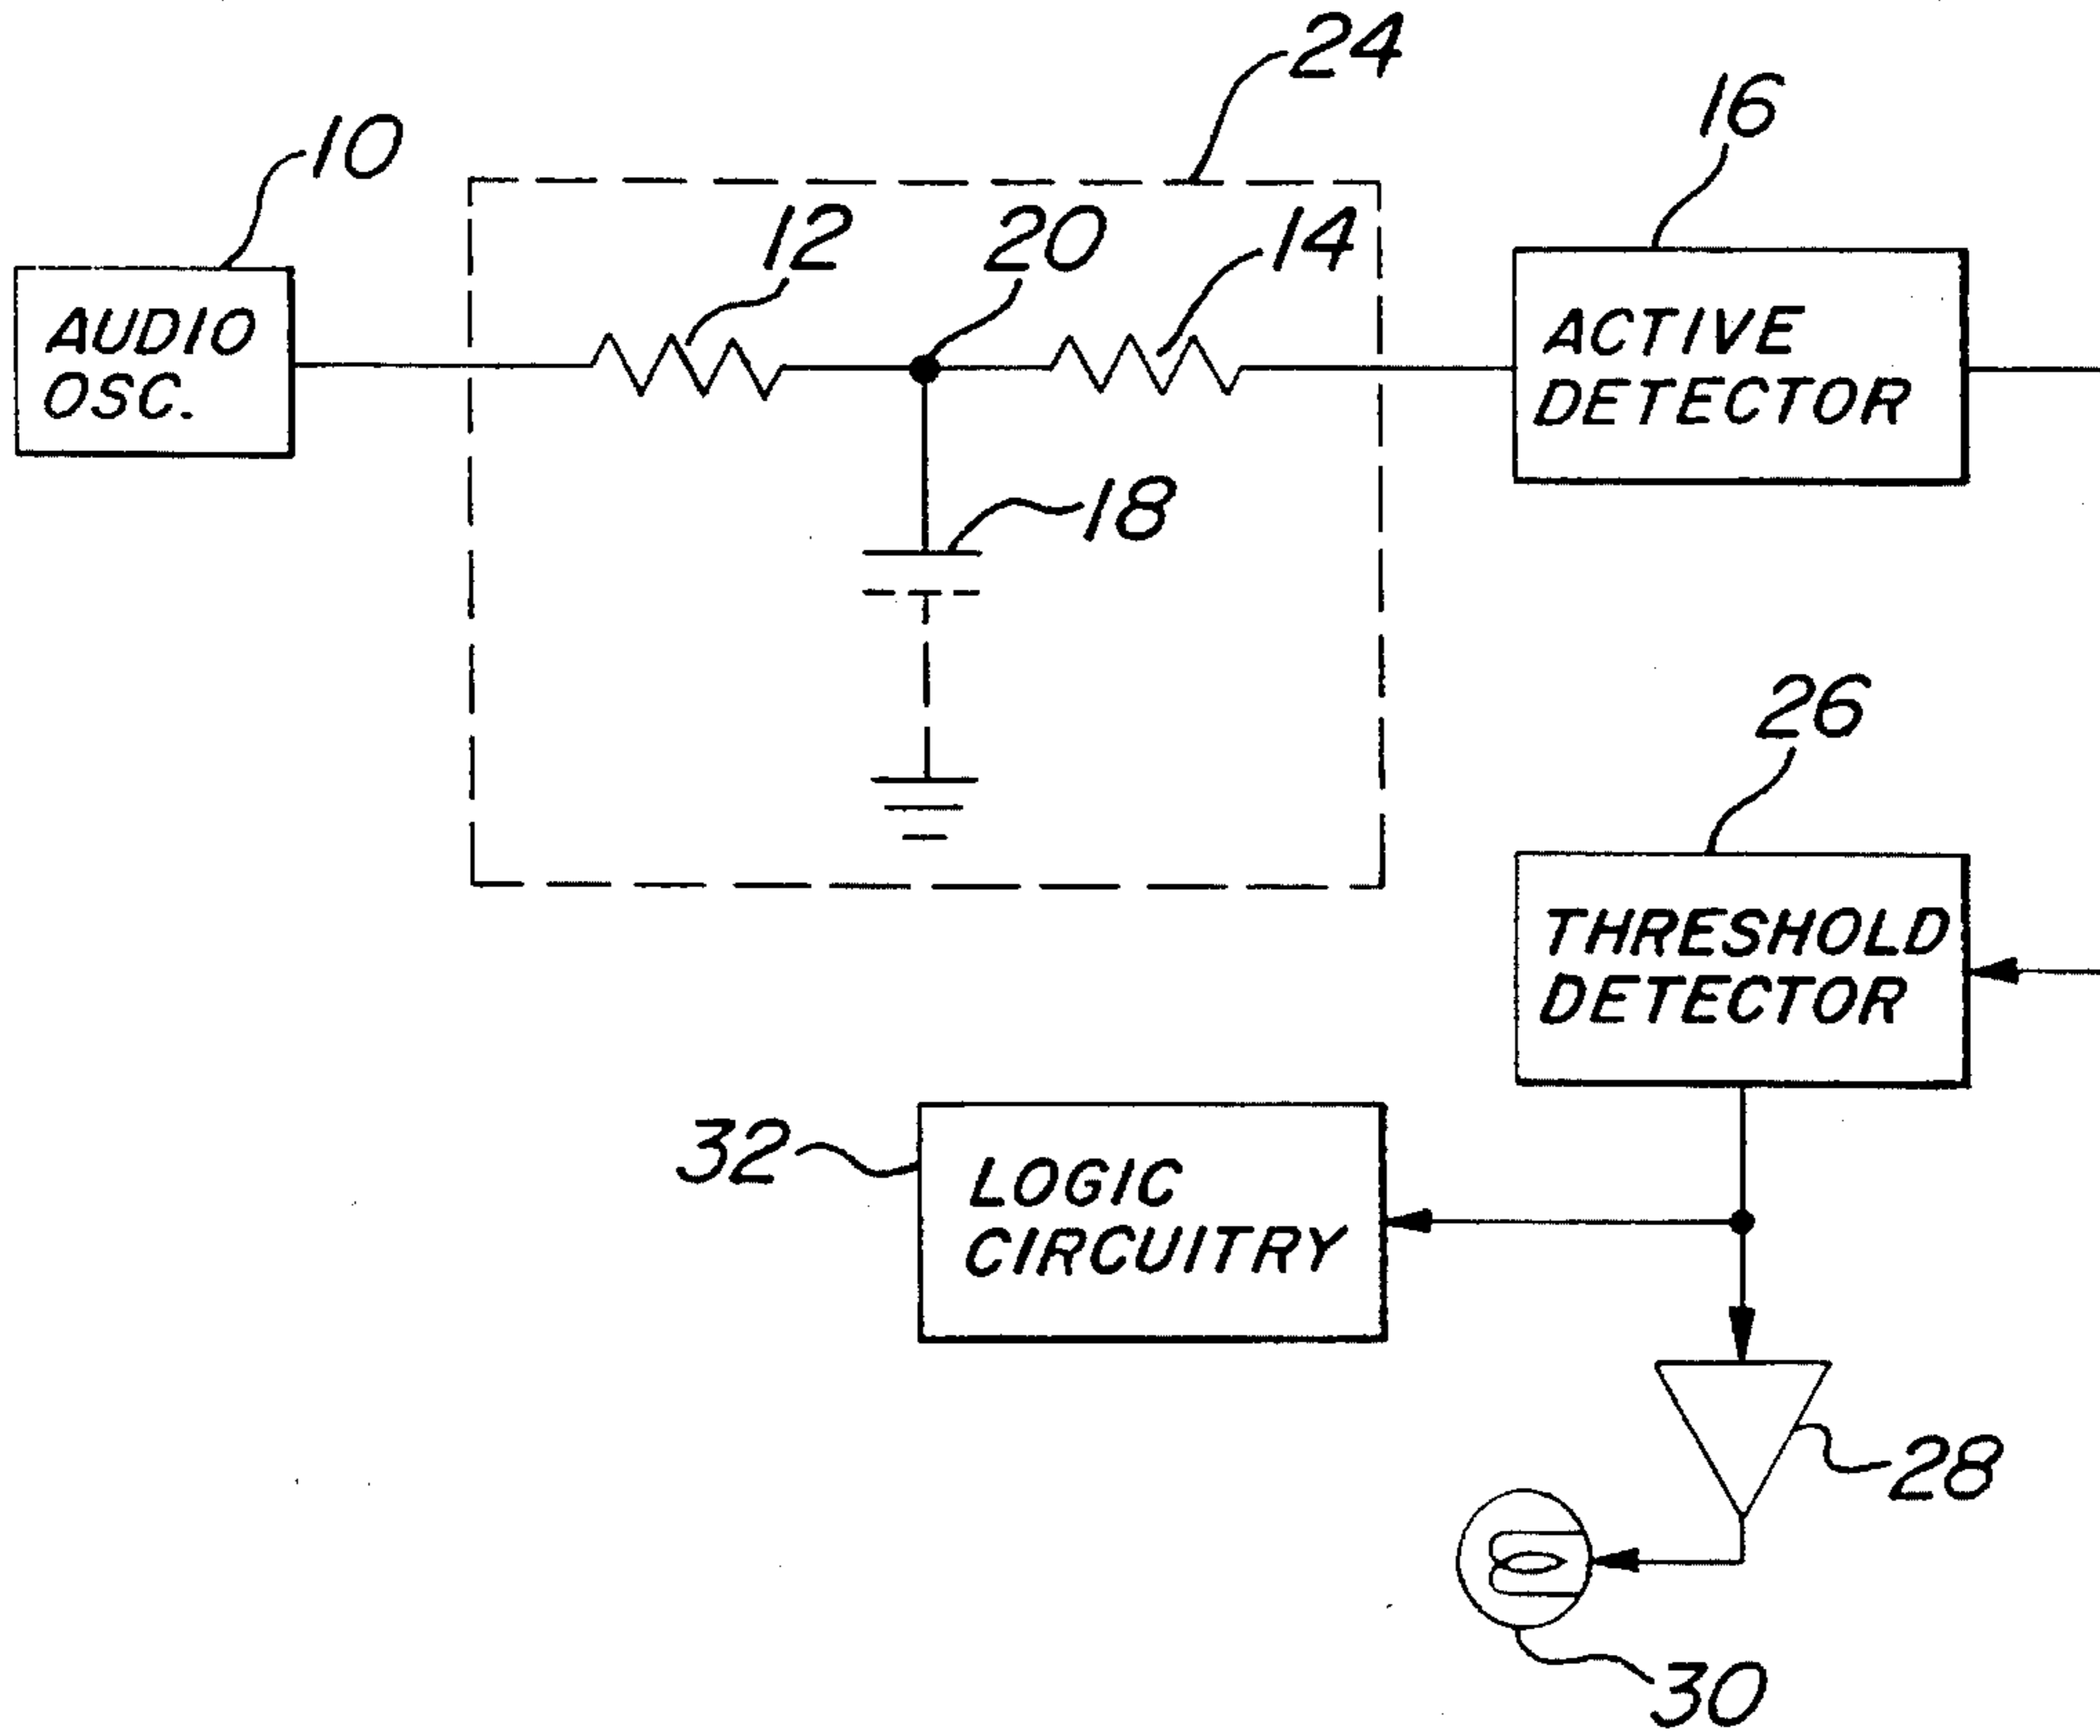 24
10
16
12
20
14
AUDIO
OSC.
ACTIVE
DETECTOR
18
26
THRESHOLD
DETECTOR
32
LOGIC
CIRCUITRY
28
30